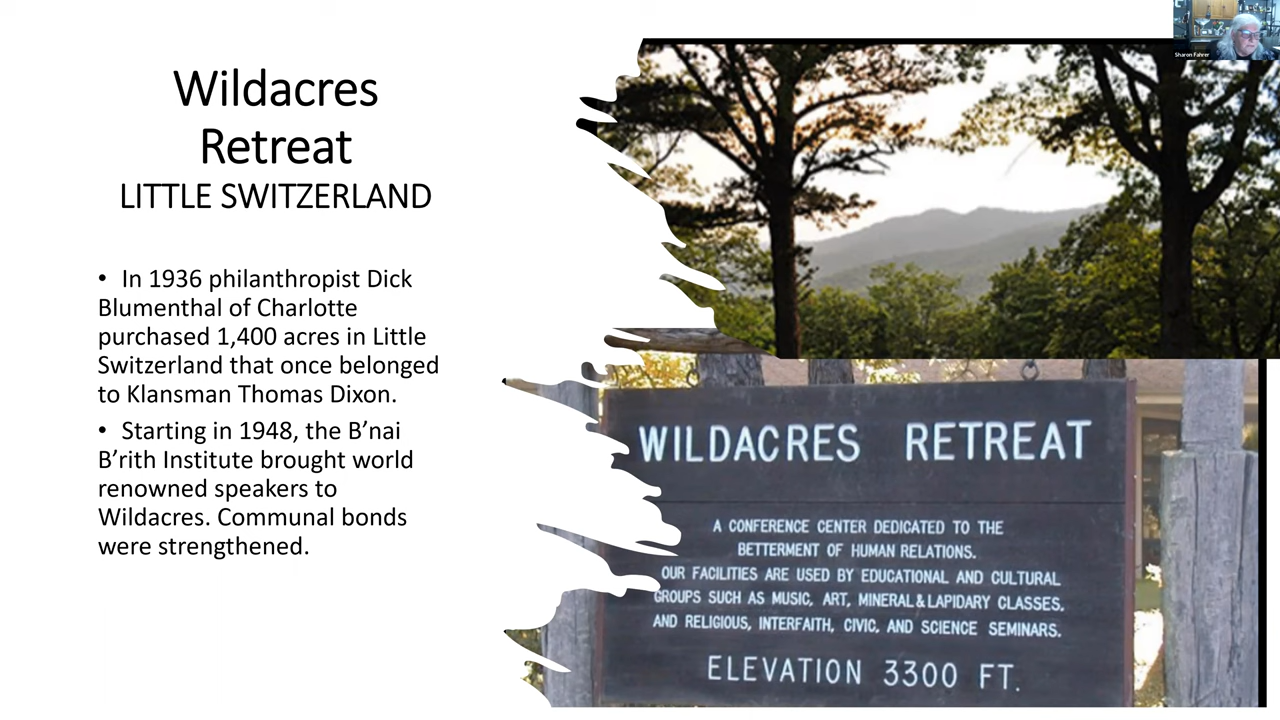 Wildacres
Retreat
LITTLE SWITZERLAND
• In 1936 philanthropist Dick
Blumenthal of Charlotte
purchased 1,400 acres in Little
Switzerland that once belonged
to Klansman Thomas Dixon.
• Starting in 1948, the B’nai
B’rith Institute brought world
renowned speakers to
Wildacres. Communal bonds
were strengthened.
Sharon Fahrer
WILDACRES RETREAT
A CONFERENCE CENTER DEDICATED TO THE
BETTERMENT OF HUMAN RELATIONS.
OUR FACILITIES ARE USED BY EDUCATIONAL AND CULTURAL
GROUPS SUCH AS MUSIC, ART, MINERAL & LAPIDARY CLASSES,
AND RELIGIOUS, INTERFAITH, CIVIC, AND SCIENCE SEMINARS.
ELEVATION 3300 FT.